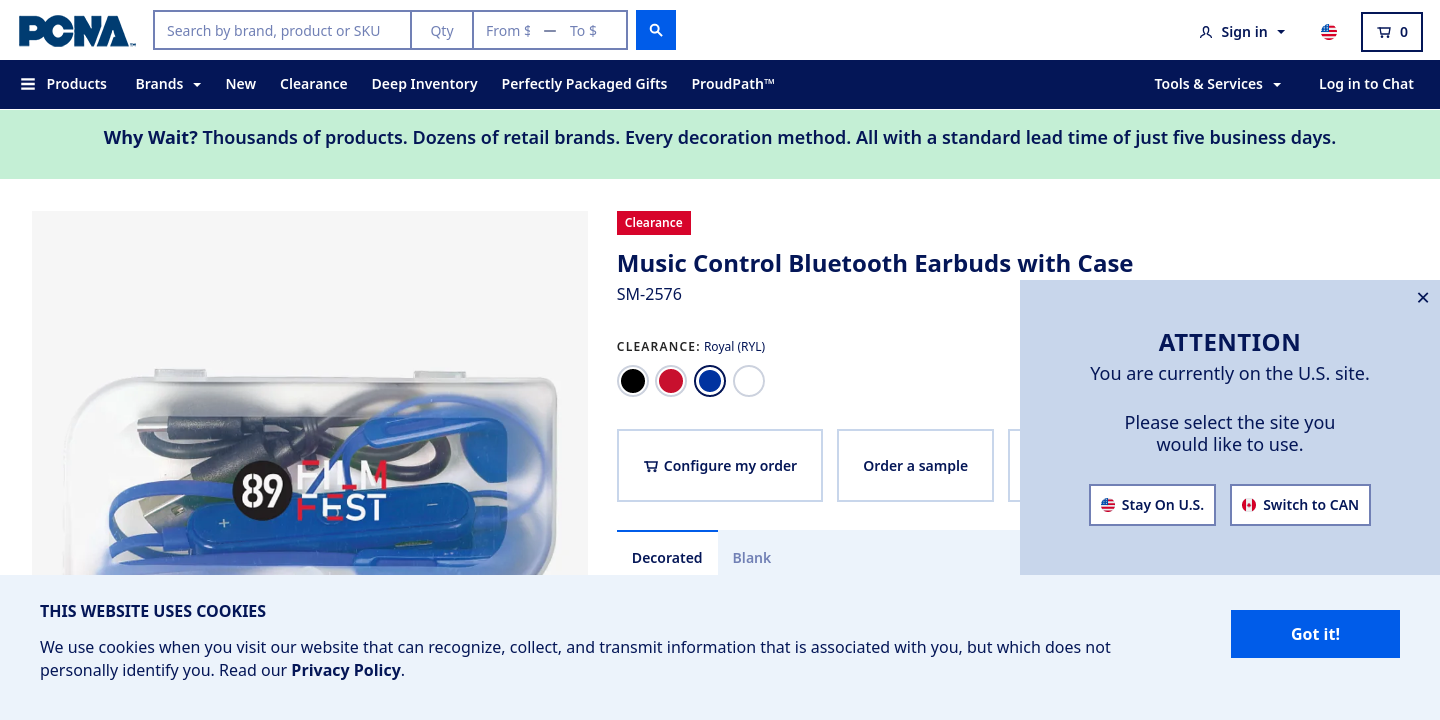 PCNA™
Search by brand, product or SKU
Qty
From $ — To $
Sign in
0
Products
Brands
New
Clearance
Deep Inventory
Perfectly Packaged Gifts
ProudPath™
Tools & Services
Log in to Chat
Why Wait? Thousands of products. Dozens of retail brands. Every decoration method. All with a standard lead time of just five business days.
89 FILM
FEST
Clearance
Music Control Bluetooth Earbuds with Case
SM-2576
CLEARANCE: Royal (RYL)
Configure my order
Order a sample
Decorated
Blank
×
ATTENTION
You are currently on the U.S. site.
Please select the site you
would like to use.
Stay On U.S.
Switch to CAN
THIS WEBSITE USES COOKIES
We use cookies when you visit our website that can recognize, collect, and transmit information that is associated with you, but which does not
personally identify you. Read our Privacy Policy.
Got it!